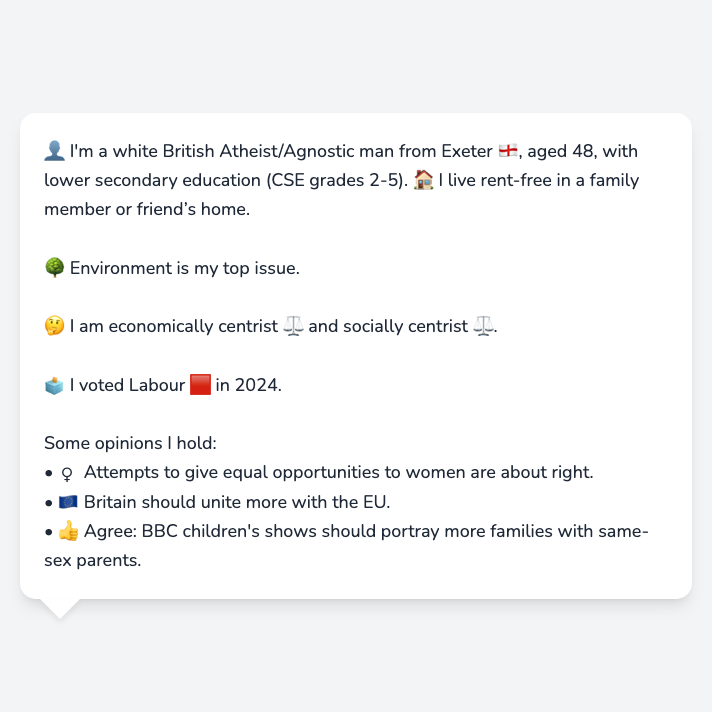 👤 I'm a white British Atheist/Agnostic man from Exeter 🏴󠁧󠁢󠁥󠁮󠁧󠁿, aged 48, with
lower secondary education (CSE grades 2-5). 🏠 I live rent-free in a family
member or friend’s home.
🌳 Environment is my top issue.
🤔 I am economically centrist ⚖️ and socially centrist ⚖️.
🗳️ I voted Labour 🟥 in 2024.
Some opinions I hold:
• ♀️ Attempts to give equal opportunities to women are about right.
• 🇪🇺 Britain should unite more with the EU.
• 👍 Agree: BBC children's shows should portray more families with same-
sex parents.